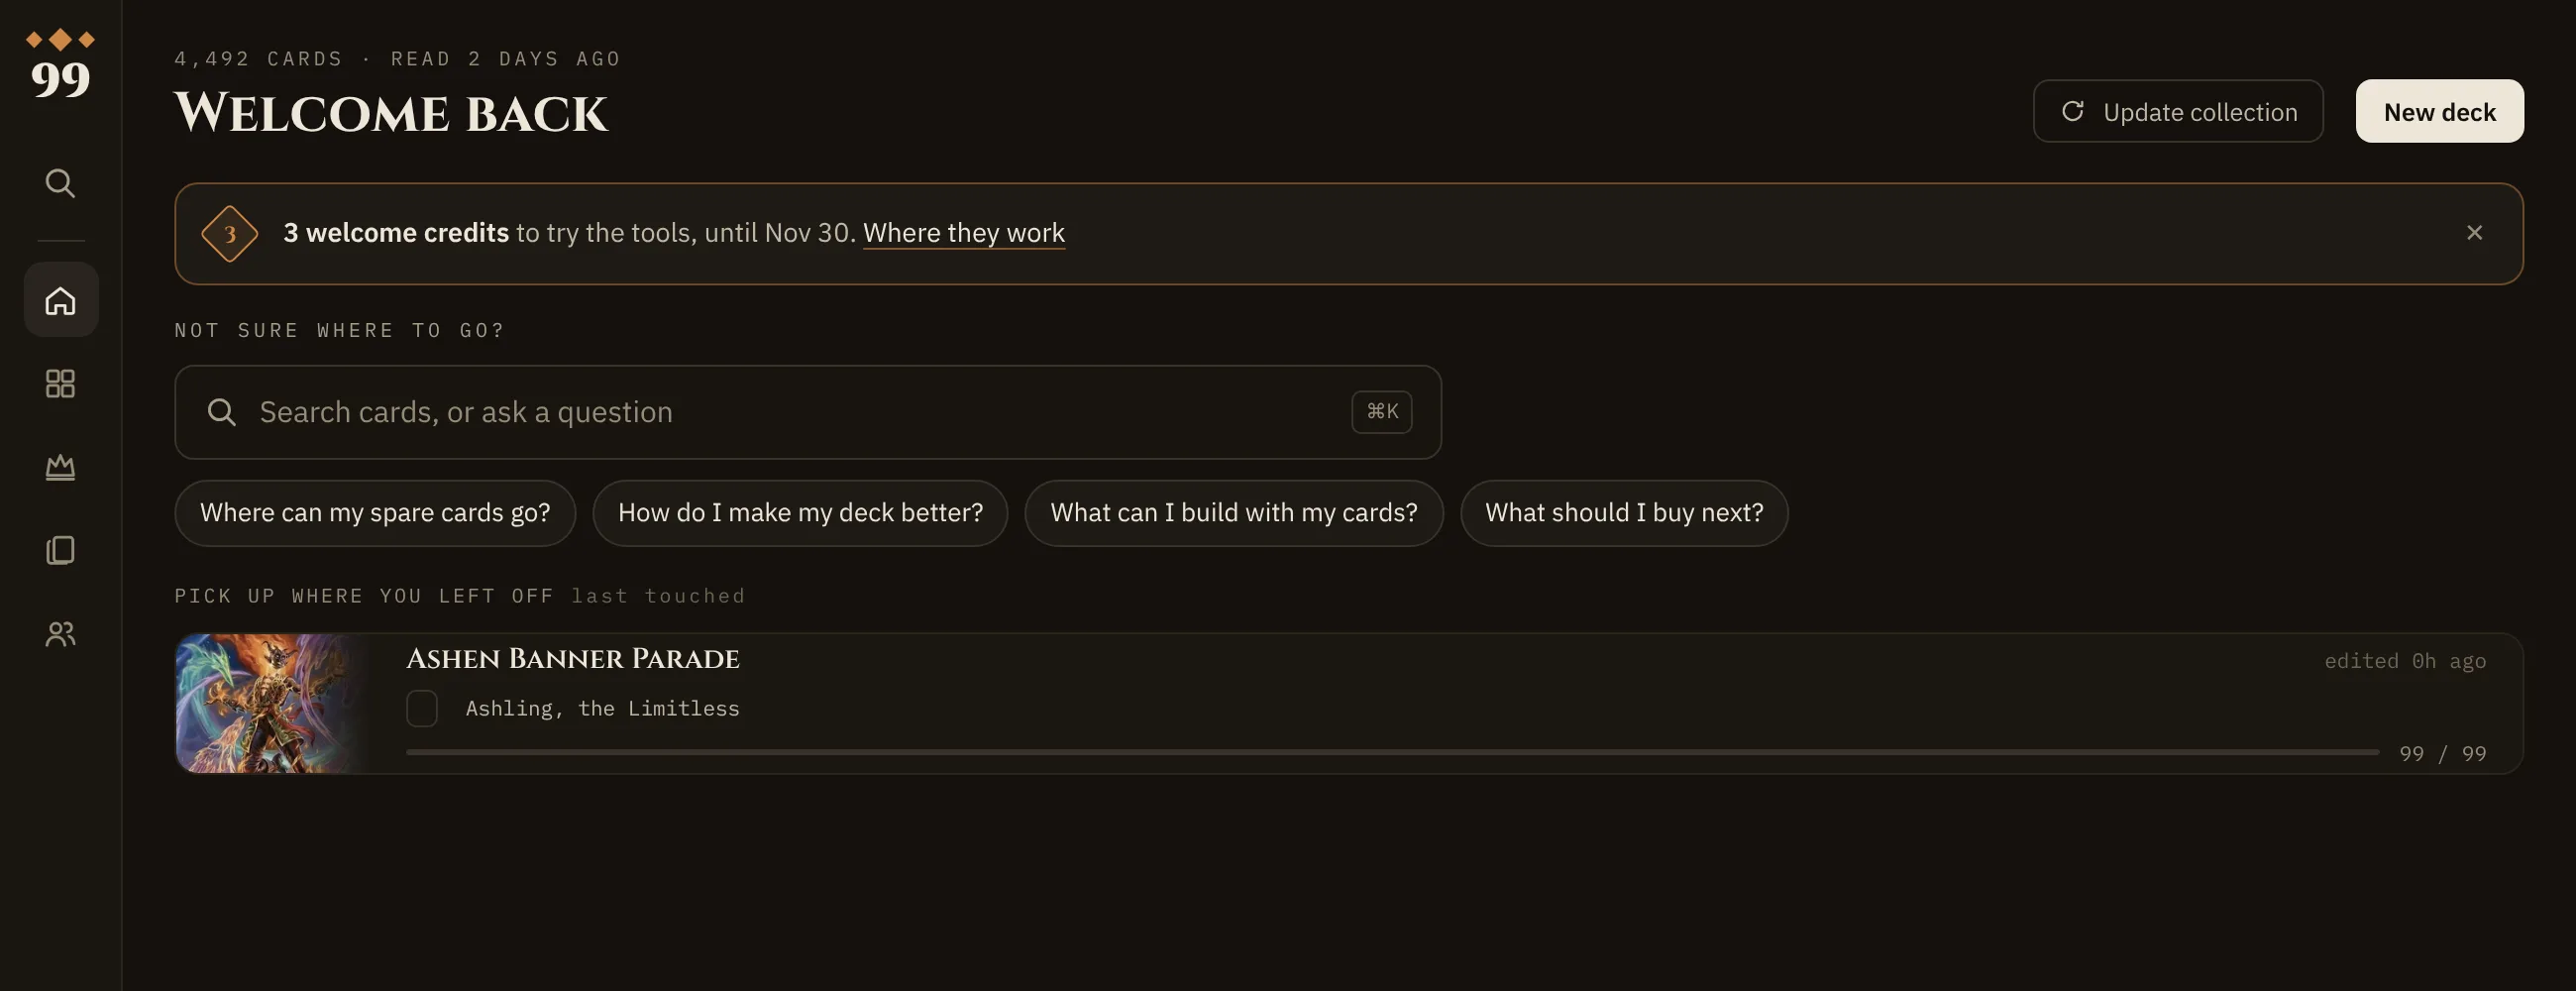 99
4,492 CARDS · READ 2 DAYS AGO
Welcome back
Update collection
New deck
3
3 welcome credits to try the tools, until Nov 30. Where they work
NOT SURE WHERE TO GO?
Search cards, or ask a question
⌘K
Where can my spare cards go?
How do I make my deck better?
What can I build with my cards?
What should I buy next?
PICK UP WHERE YOU LEFT OFF last touched
Ashen Banner Parade
edited 0h ago
Ashling, the Limitless
99 / 99